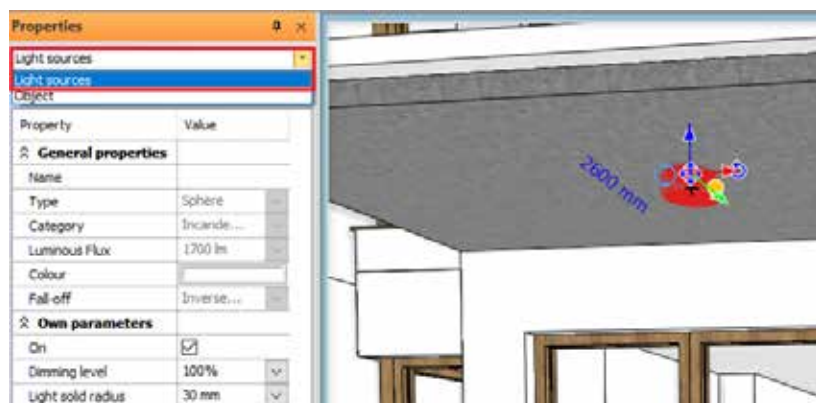 Properties
Light sources
Light sources
Object
Property Value
General properties
Name
Type Sphere
Category Incande...
Luminous Flux 1700 lm
Colour
Fall-off Inverse...
Own parameters
On
Dimming level 100%
Light solid radius 30 mm
2600 mm